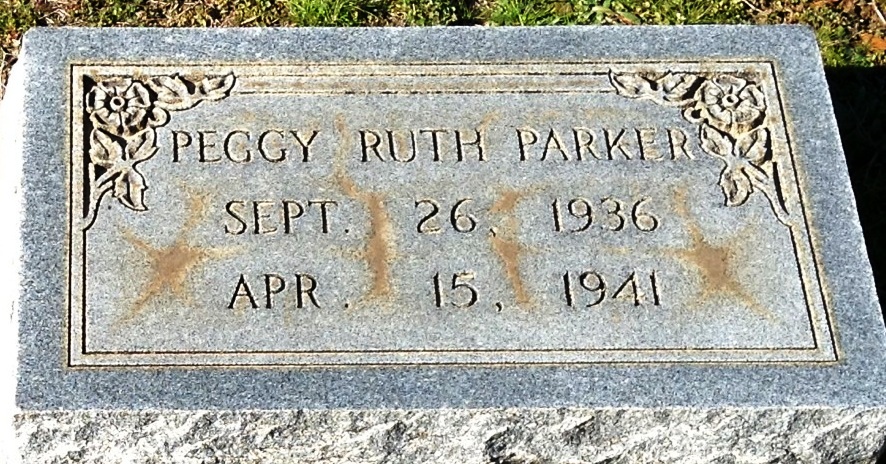 PEGGY RUTH PARKER
SEPT. 26, 1936
APR. 15, 1941